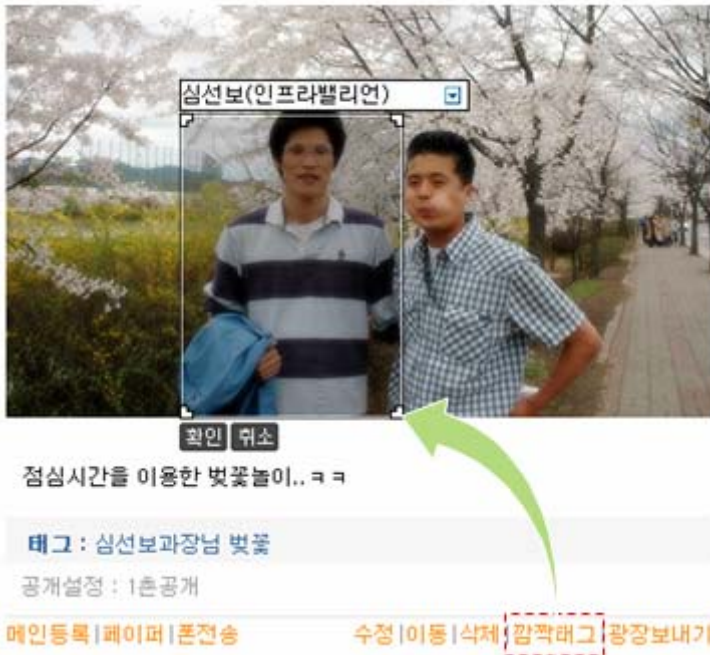 심선보(인프라밸리언)
확인 취소
점심시간을 이용한 벚꽃놀이..ㅋㅋ
태그 : 심선보과장님 벚꽃
공개설정 : 1촌공개
메인등록|페이퍼|폰전송 수정|이동|삭제|깜짝태그|광장보내기